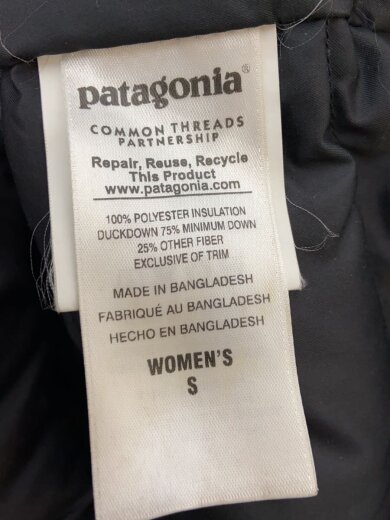 patagonia®
COMMON THREADS
PARTNERSHIP
Repair, Reuse, Recycle
This Product
www.patagonia.com
100% POLYESTER INSULATION
DUCKDOWN 75% MINIMUM DOWN
25% OTHER FIBER
EXCLUSIVE OF TRIM
MADE IN BANGLADESH
FABRIQUÉ AU BANGLADESH
HECHO EN BANGLADESH
WOMEN'S
S